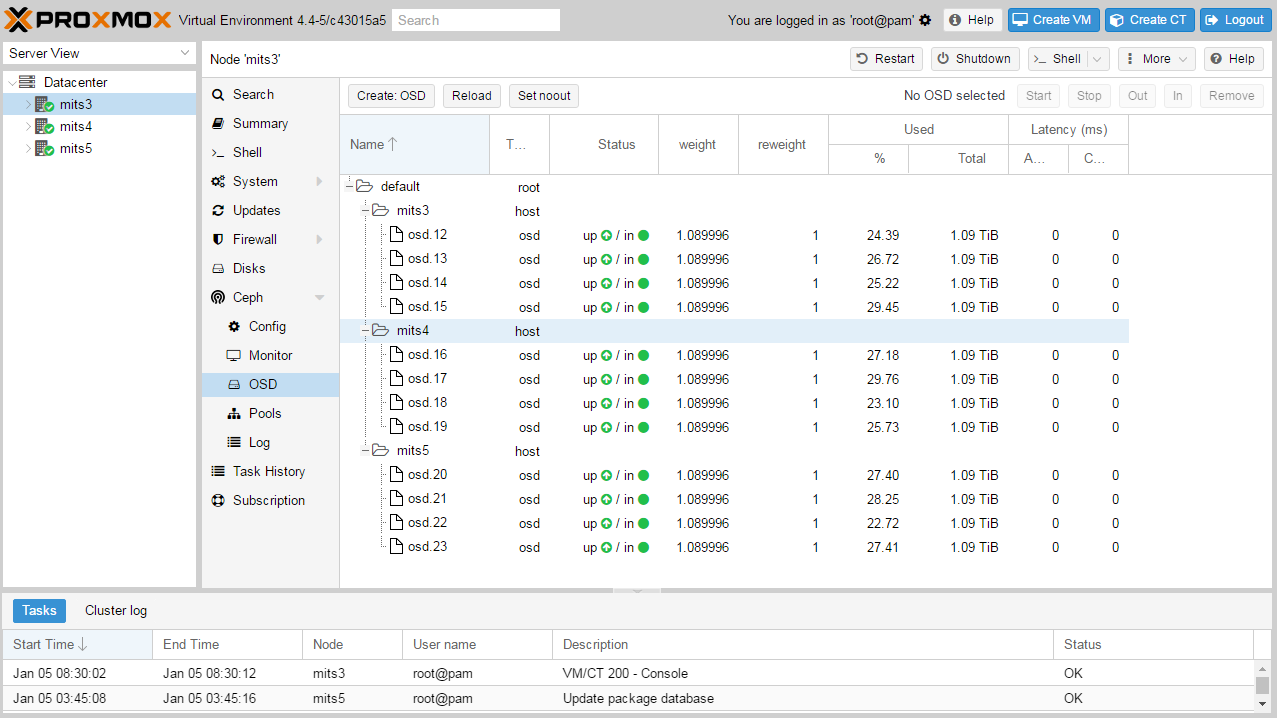 PROXMOX Virtual Environment 4.4-5/c43015a5 Search You are logged in as 'root@pam' Help Create VM Create CT Logout
Server View
Datacenter
mits3
mits4
mits5
Node 'mits3' Restart Shutdown >_ Shell More Help
Search
Summary
>_ Shell
System
Updates
Firewall
Disks
Ceph
Config
Monitor
OSD
Pools
Log
Task History
Subscription
Create: OSD Reload Set noout No OSD selected Start Stop Out In Remove
Name T... Status weight reweight Used Latency (ms)
% Total A... C...
default root
mits3 host
osd.12 osd up / in 1.089996 1 24.39 1.09 TiB 0 0
osd.13 osd up / in 1.089996 1 26.72 1.09 TiB 0 0
osd.14 osd up / in 1.089996 1 25.22 1.09 TiB 0 0
osd.15 osd up / in 1.089996 1 29.45 1.09 TiB 0 0
mits4 host
osd.16 osd up / in 1.089996 1 27.18 1.09 TiB 0 0
osd.17 osd up / in 1.089996 1 29.76 1.09 TiB 0 0
osd.18 osd up / in 1.089996 1 23.10 1.09 TiB 0 0
osd.19 osd up / in 1.089996 1 25.73 1.09 TiB 0 0
mits5 host
osd.20 osd up / in 1.089996 1 27.40 1.09 TiB 0 0
osd.21 osd up / in 1.089996 1 28.25 1.09 TiB 0 0
osd.22 osd up / in 1.089996 1 22.72 1.09 TiB 0 0
osd.23 osd up / in 1.089996 1 27.41 1.09 TiB 0 0
Tasks Cluster log
Start Time End Time Node User name Description Status
Jan 05 08:30:02 Jan 05 08:30:12 mits3 root@pam VM/CT 200 - Console OK
Jan 05 03:45:08 Jan 05 03:45:16 mits5 root@pam Update package database OK